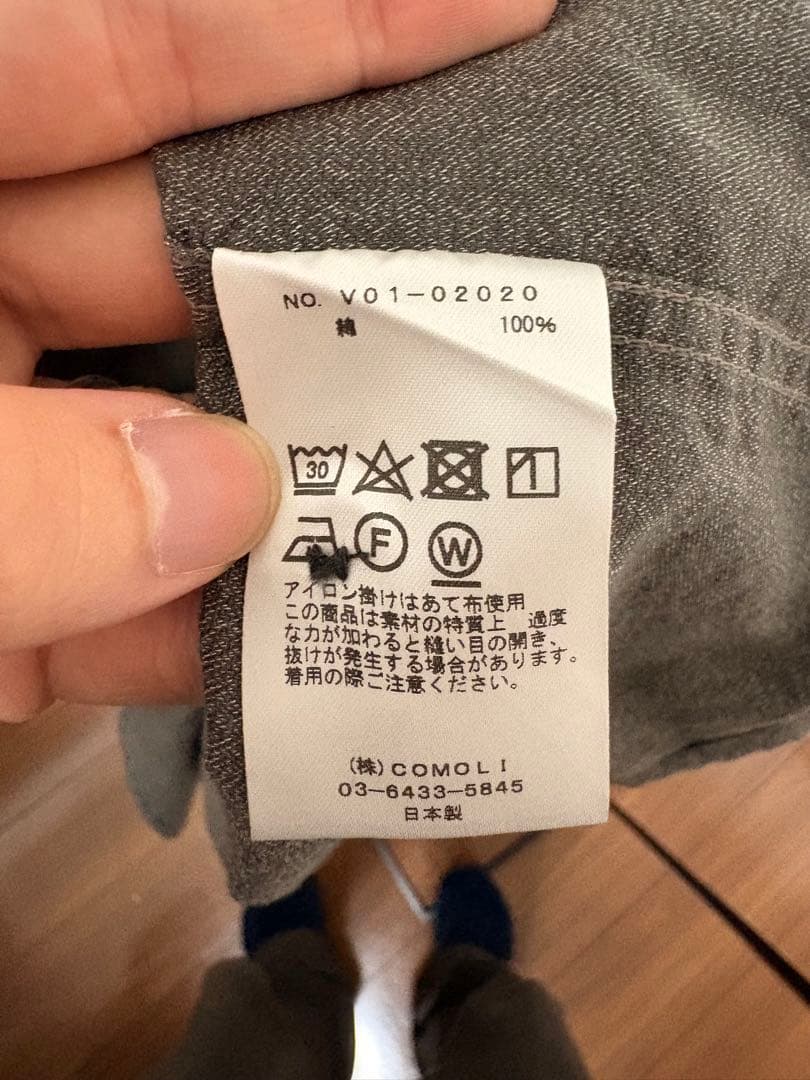 NO. V01-02020
綿 100%
30
F W
アイロン掛けはあて布使用
この商品は素材の特質上　過度
な力が加わると縫い目の開き、
抜けが発生する場合があります。
着用の際ご注意ください。
(株)COMOLI
03-6433-5845
日本製